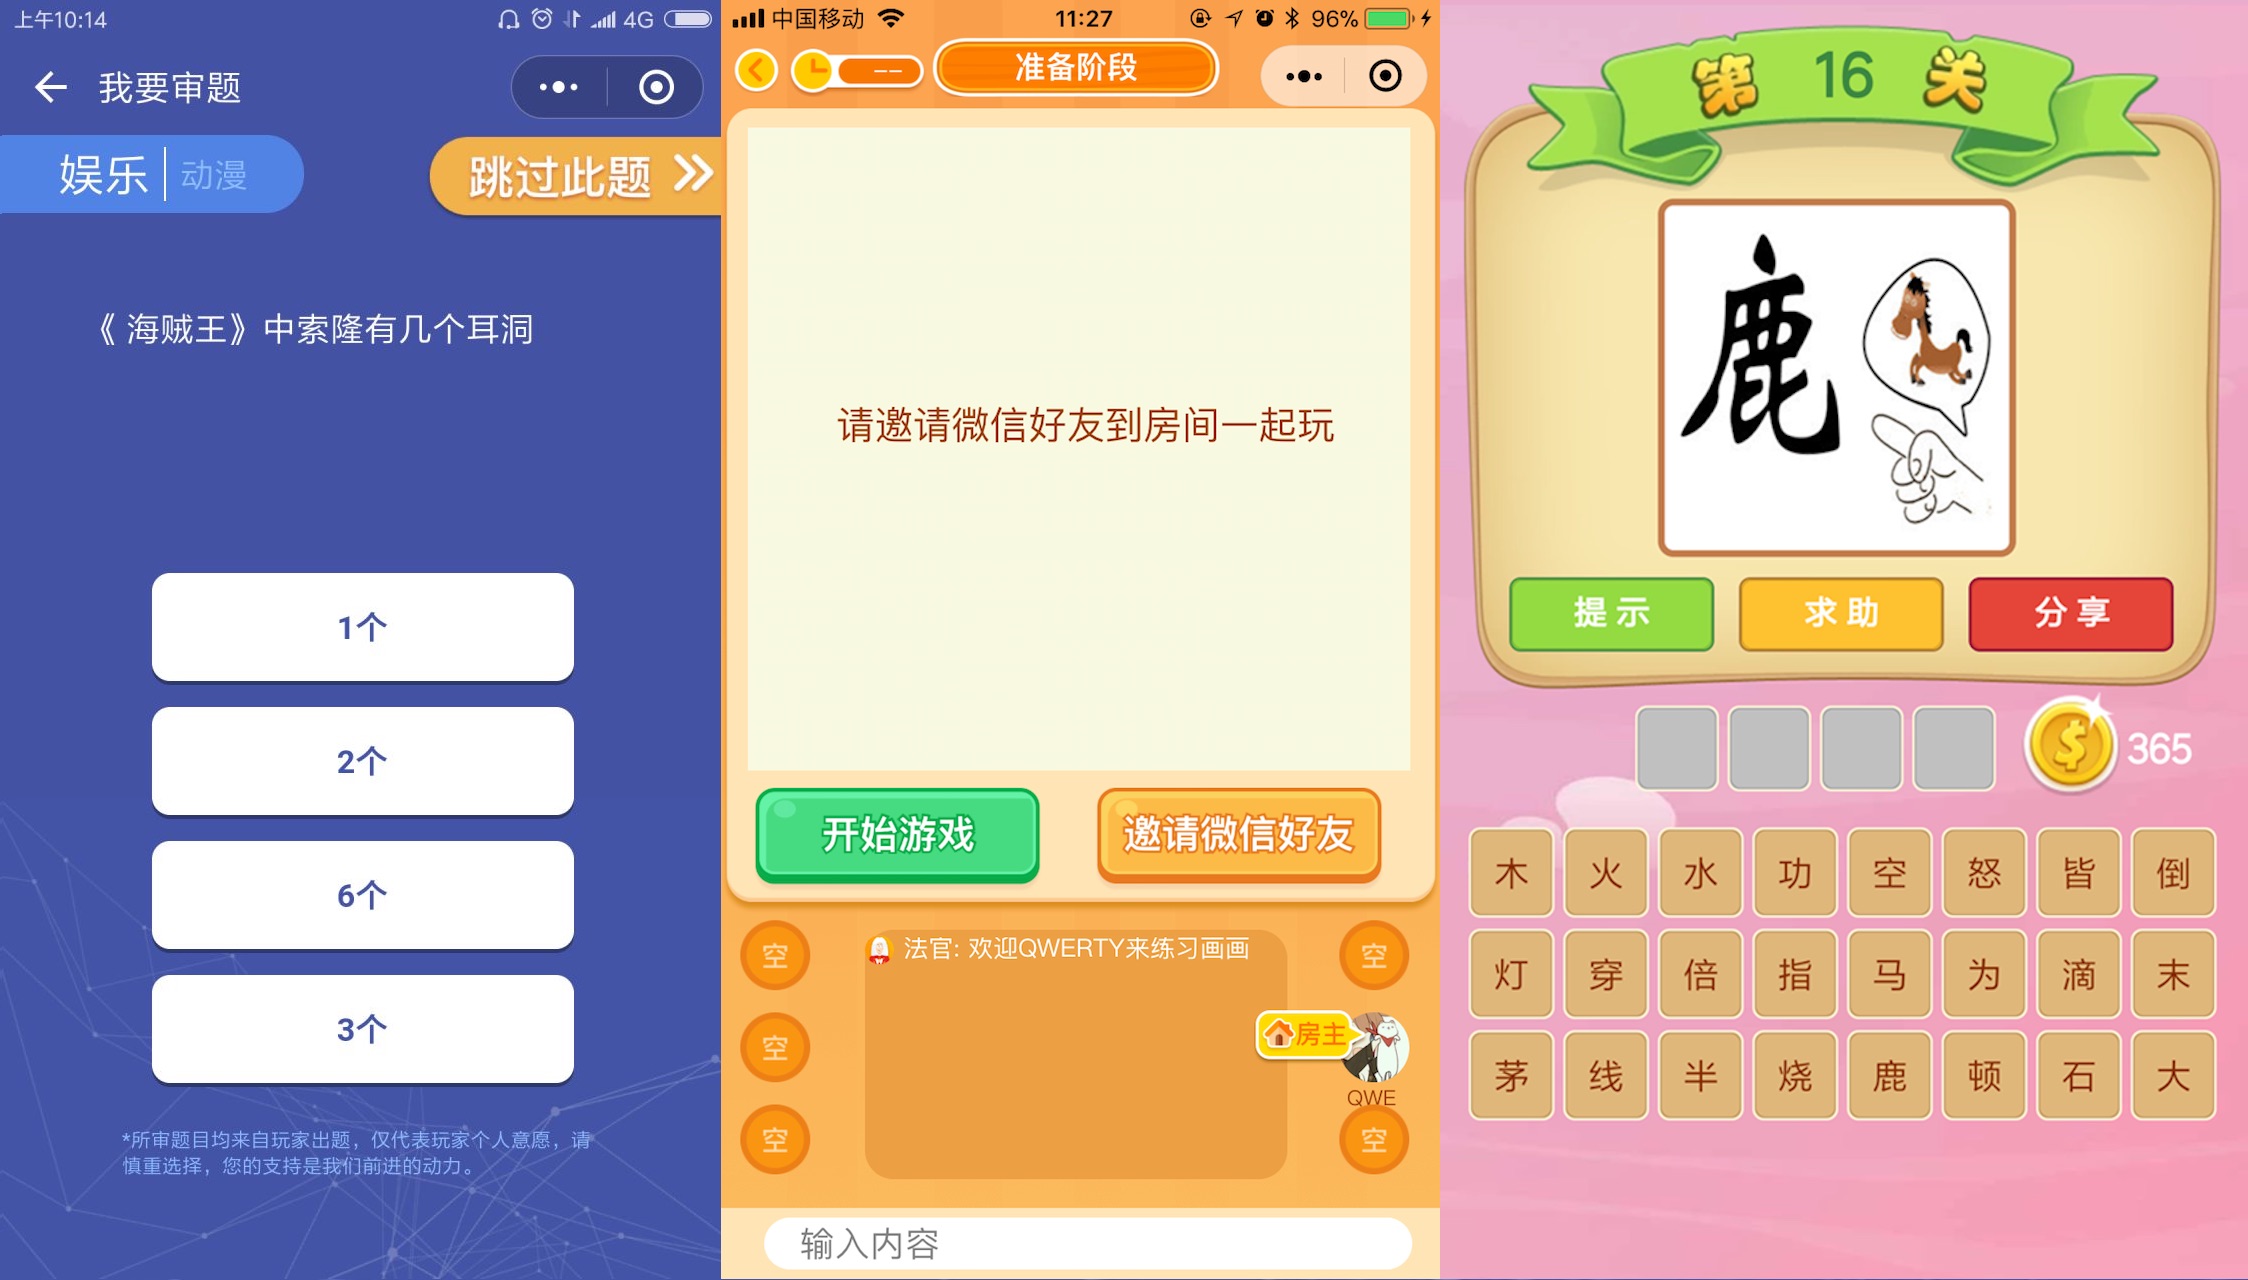 上午10:14
4G
我要审题
娱乐 动漫
跳过此题
《海贼王》中索隆有几个耳洞
1个
2个
6个
3个
*所审题目均来自玩家出题，仅代表玩家个人意愿，请
慎重选择，您的支持是我们前进的动力。
中国移动
11:27
96%
--
准备阶段
请邀请微信好友到房间一起玩
开始游戏
邀请微信好友
空
空
空
法官: 欢迎QWERTY来练习画画
空
房主
QWE
空
输入内容
第 16 关
鹿
提示
求助
分享
365
木 火 水 功 空 怒 皆 倒
灯 穿 倍 指 马 为 滴 末
茅 线 半 烧 鹿 顿 石 大